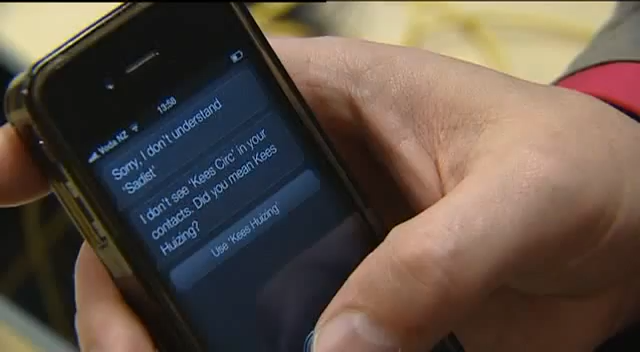 Voda NZ 13:58
Sorry, I don't understand
'Sadist'
I don't see 'Kees Circ' in your
contacts. Did you mean Kees
Huizing?
Use 'Kees Huizing'